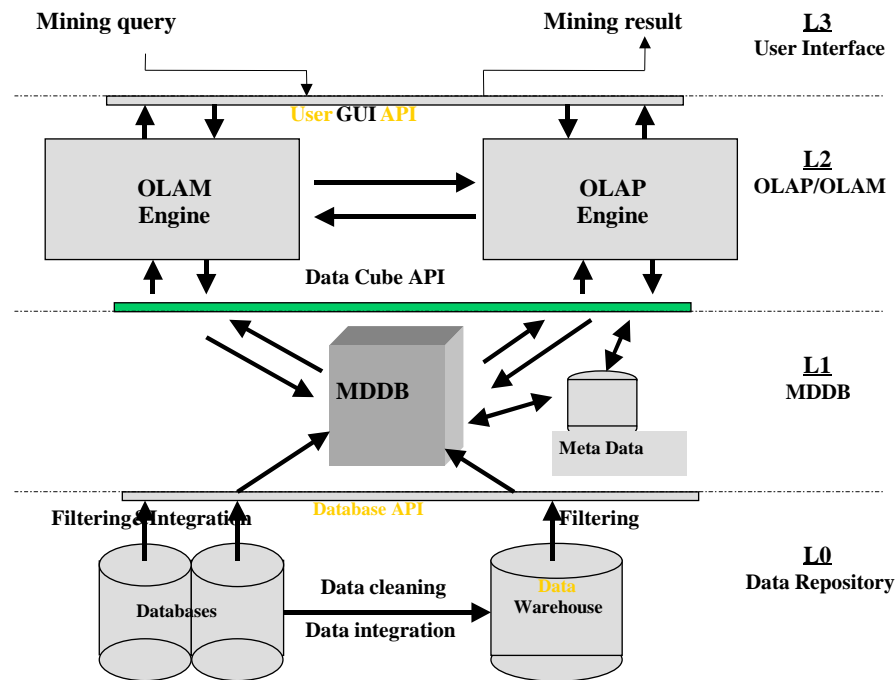 Mining query
Mining result
L3
User Interface
User GUI API
OLAM
Engine
OLAP
Engine
L2
OLAP/OLAM
Data Cube API
MDDB
L1
MDDB
Meta Data
Filtering&Integration
Database API
Filtering
L0
Data Repository
Databases
Data cleaning
Data integration
Data
Warehouse